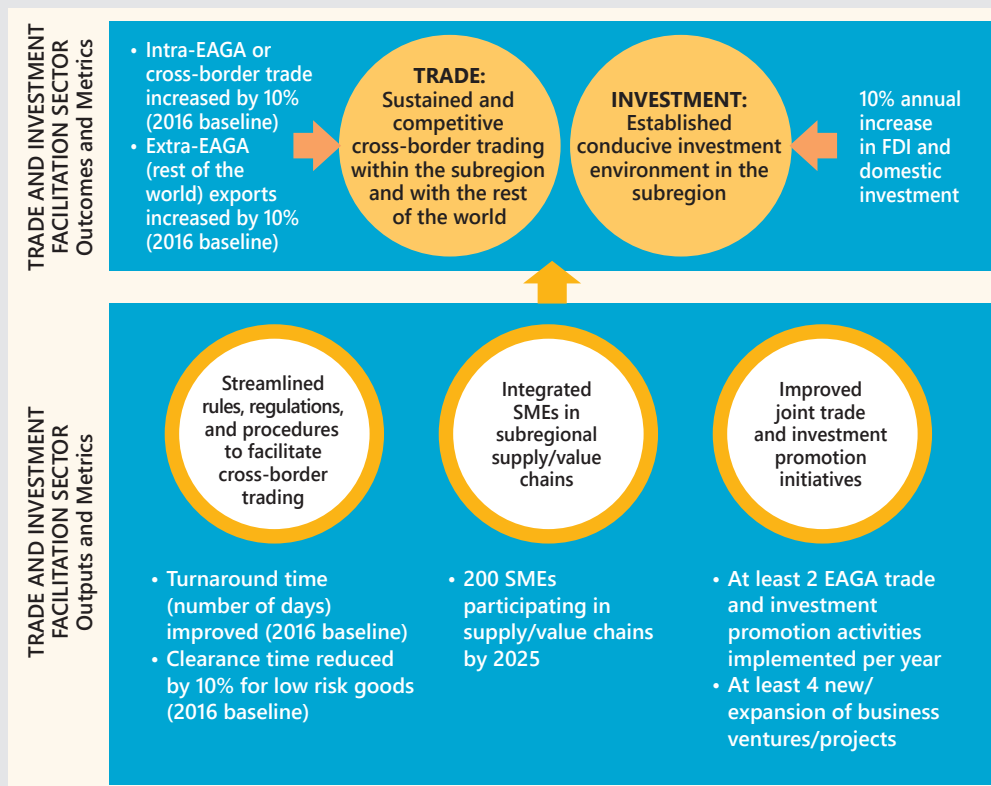 TRADE AND INVESTMENT
FACILITATION SECTOR
Outcomes and Metrics
• Intra-EAGA or
cross-border trade
increased by 10%
(2016 baseline)
• Extra-EAGA
(rest of the
world) exports
increased by 10%
(2016 baseline)
TRADE:
Sustained and
competitive
cross-border trading
within the subregion
and with the rest
of the world
INVESTMENT:
Established
conducive investment
environment in the
subregion
10% annual
increase
in FDI and
domestic
investment
TRADE AND INVESTMENT
FACILITATION SECTOR
Outputs and Metrics
Streamlined
rules, regulations,
and procedures
to facilitate
cross-border
trading
• Turnaround time
(number of days)
improved (2016 baseline)
• Clearance time reduced
by 10% for low risk goods
(2016 baseline)
Integrated
SMEs in
subregional
supply/value
chains
• 200 SMEs
participating in
supply/value chains
by 2025
Improved
joint trade
and investment
promotion
initiatives
• At least 2 EAGA trade
and investment
promotion activities
implemented per year
• At least 4 new/
expansion of business
ventures/projects